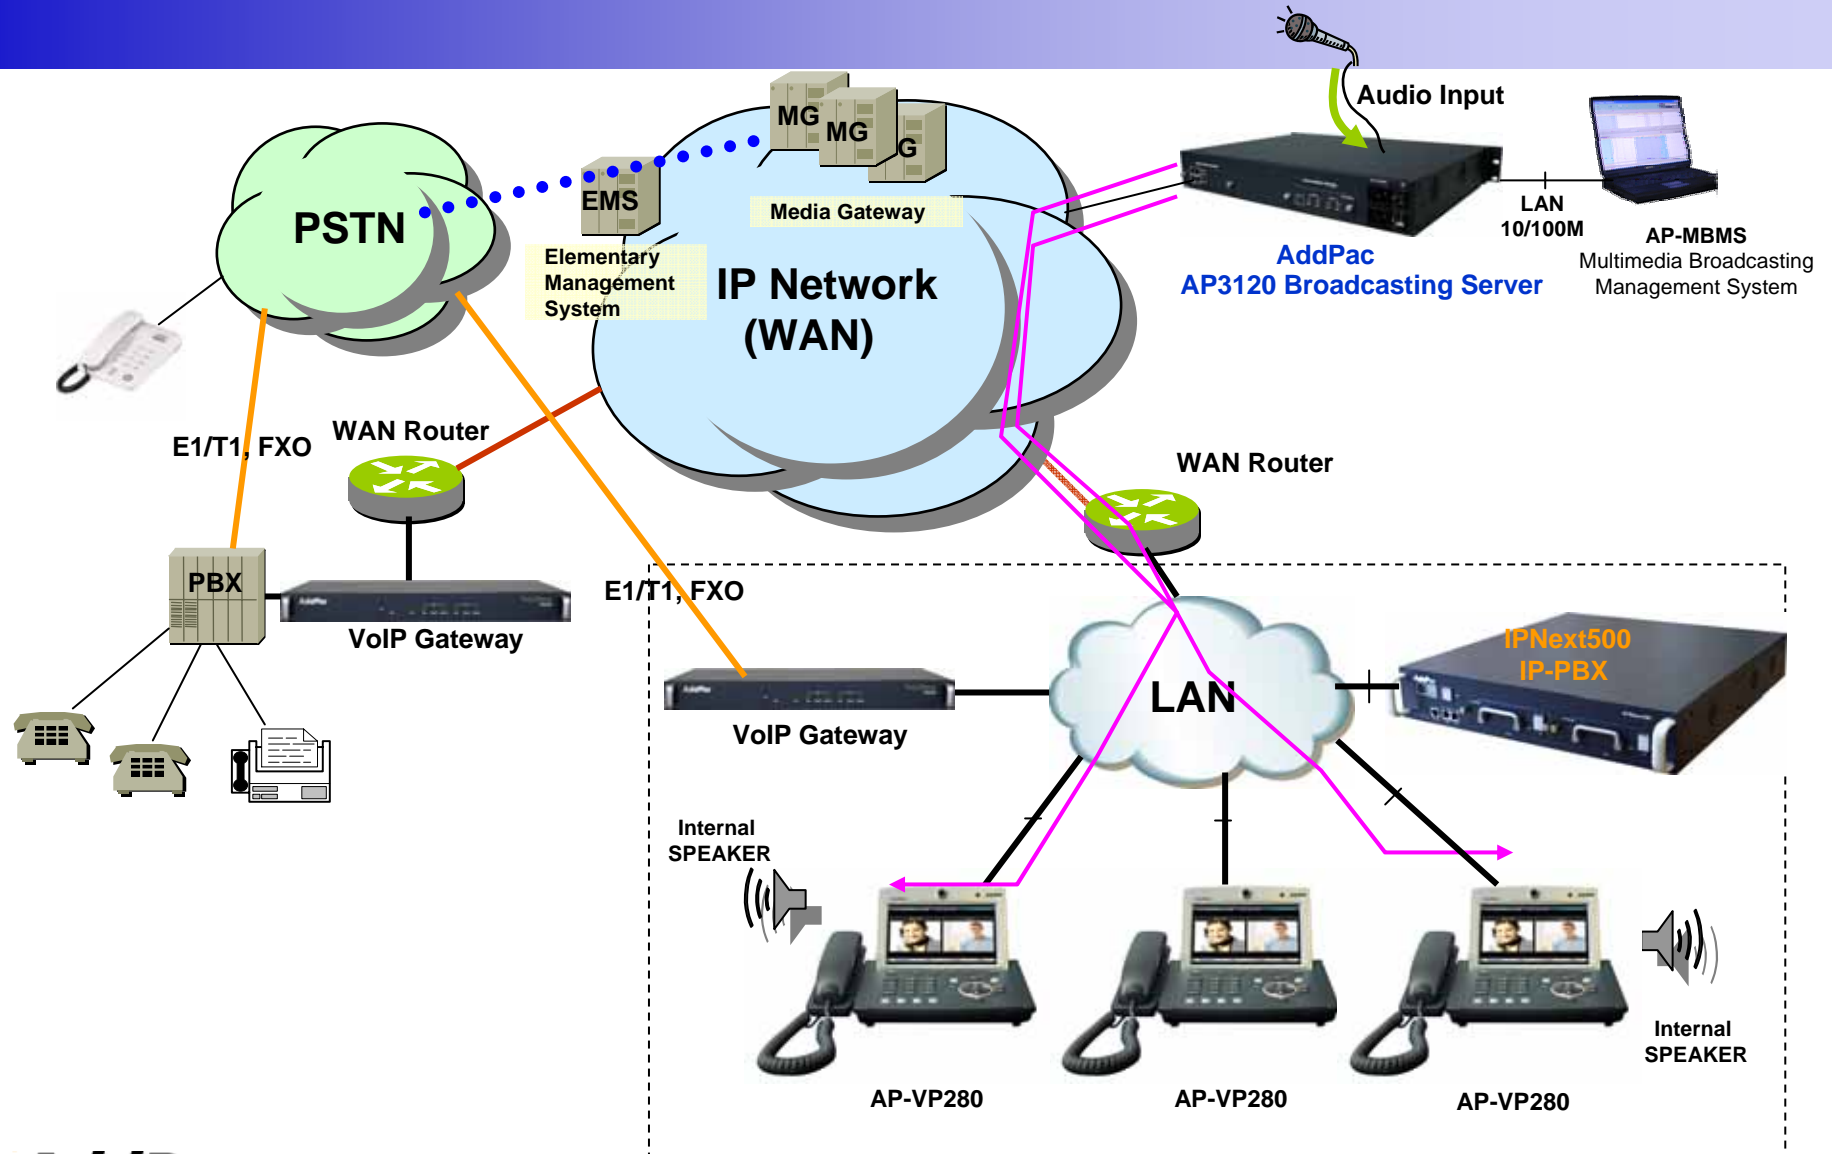 Audio Input
MG
MG
G
EMS
PSTN
Media Gateway
LAN
10/100M
AP-MBMS
Multimedia Broadcasting
Management System
AddPac
AP3120 Broadcasting Server
Elementary
Management
System
IP Network
(WAN)
E1/T1, FXO
WAN Router
WAN Router
PBX
VoIP Gateway
E1/T1, FXO
IPNext500
IP-PBX
LAN
VoIP Gateway
Internal
SPEAKER
Internal
SPEAKER
AP-VP280
AP-VP280
AP-VP280